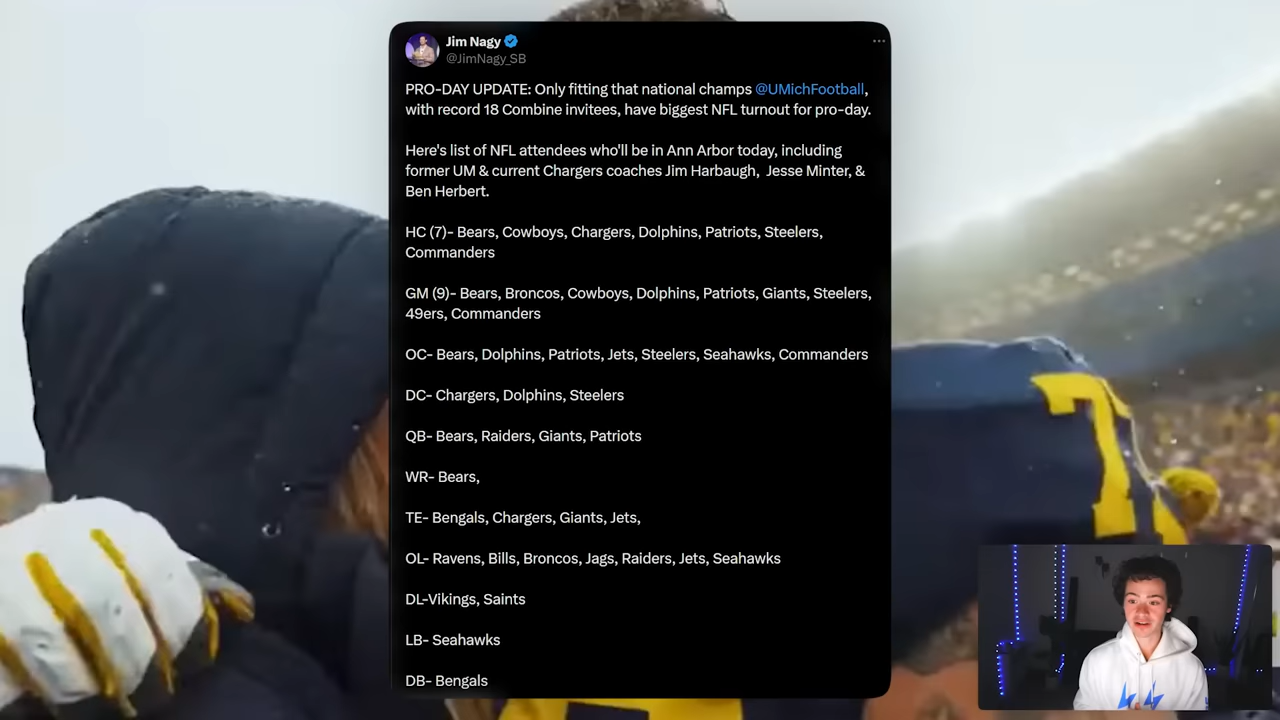 Jim Nagy
@JimNagy_SB
PRO-DAY UPDATE: Only fitting that national champs @UMichFootball,
with record 18 Combine invitees, have biggest NFL turnout for pro-day.
Here's list of NFL attendees who'll be in Ann Arbor today, including
former UM & current Chargers coaches Jim Harbaugh,  Jesse Minter, &
Ben Herbert.
HC (7)- Bears, Cowboys, Chargers, Dolphins, Patriots, Steelers,
Commanders
GM (9)- Bears, Broncos, Cowboys, Dolphins, Patriots, Giants, Steelers,
49ers, Commanders
OC- Bears, Dolphins, Patriots, Jets, Steelers, Seahawks, Commanders
DC- Chargers, Dolphins, Steelers
QB- Bears, Raiders, Giants, Patriots
WR- Bears,
TE- Bengals, Chargers, Giants, Jets,
OL- Ravens, Bills, Broncos, Jags, Raiders, Jets, Seahawks
DL-Vikings, Saints
LB- Seahawks
DB- Bengals